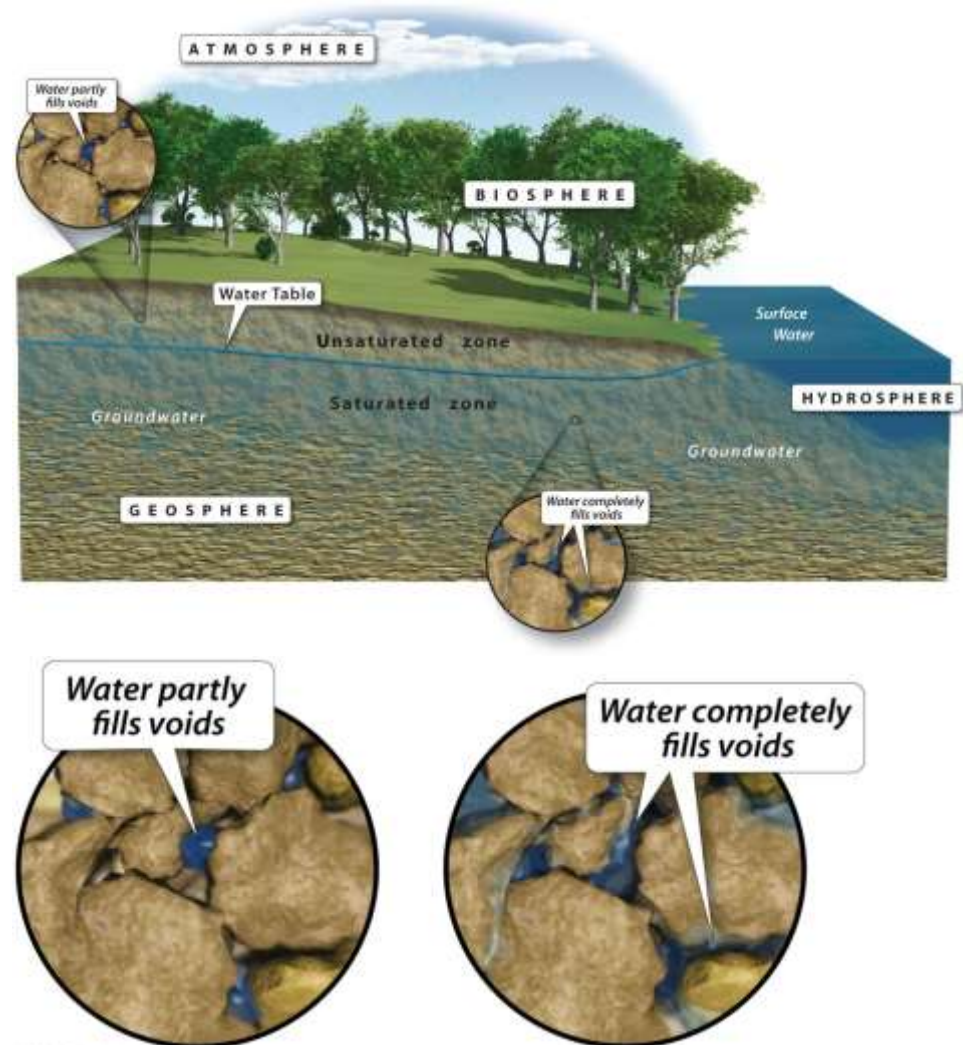 ATMOSPHERE
Water partly
fills voids
BIOSPHERE
Water Table
Surface
Water
Unsaturated zone
HYDROSPHERE
Saturated zone
Groundwater
Groundwater
GEOSPHERE
Water completely
fills voids
Water partly
fills voids
Water completely
fills voids